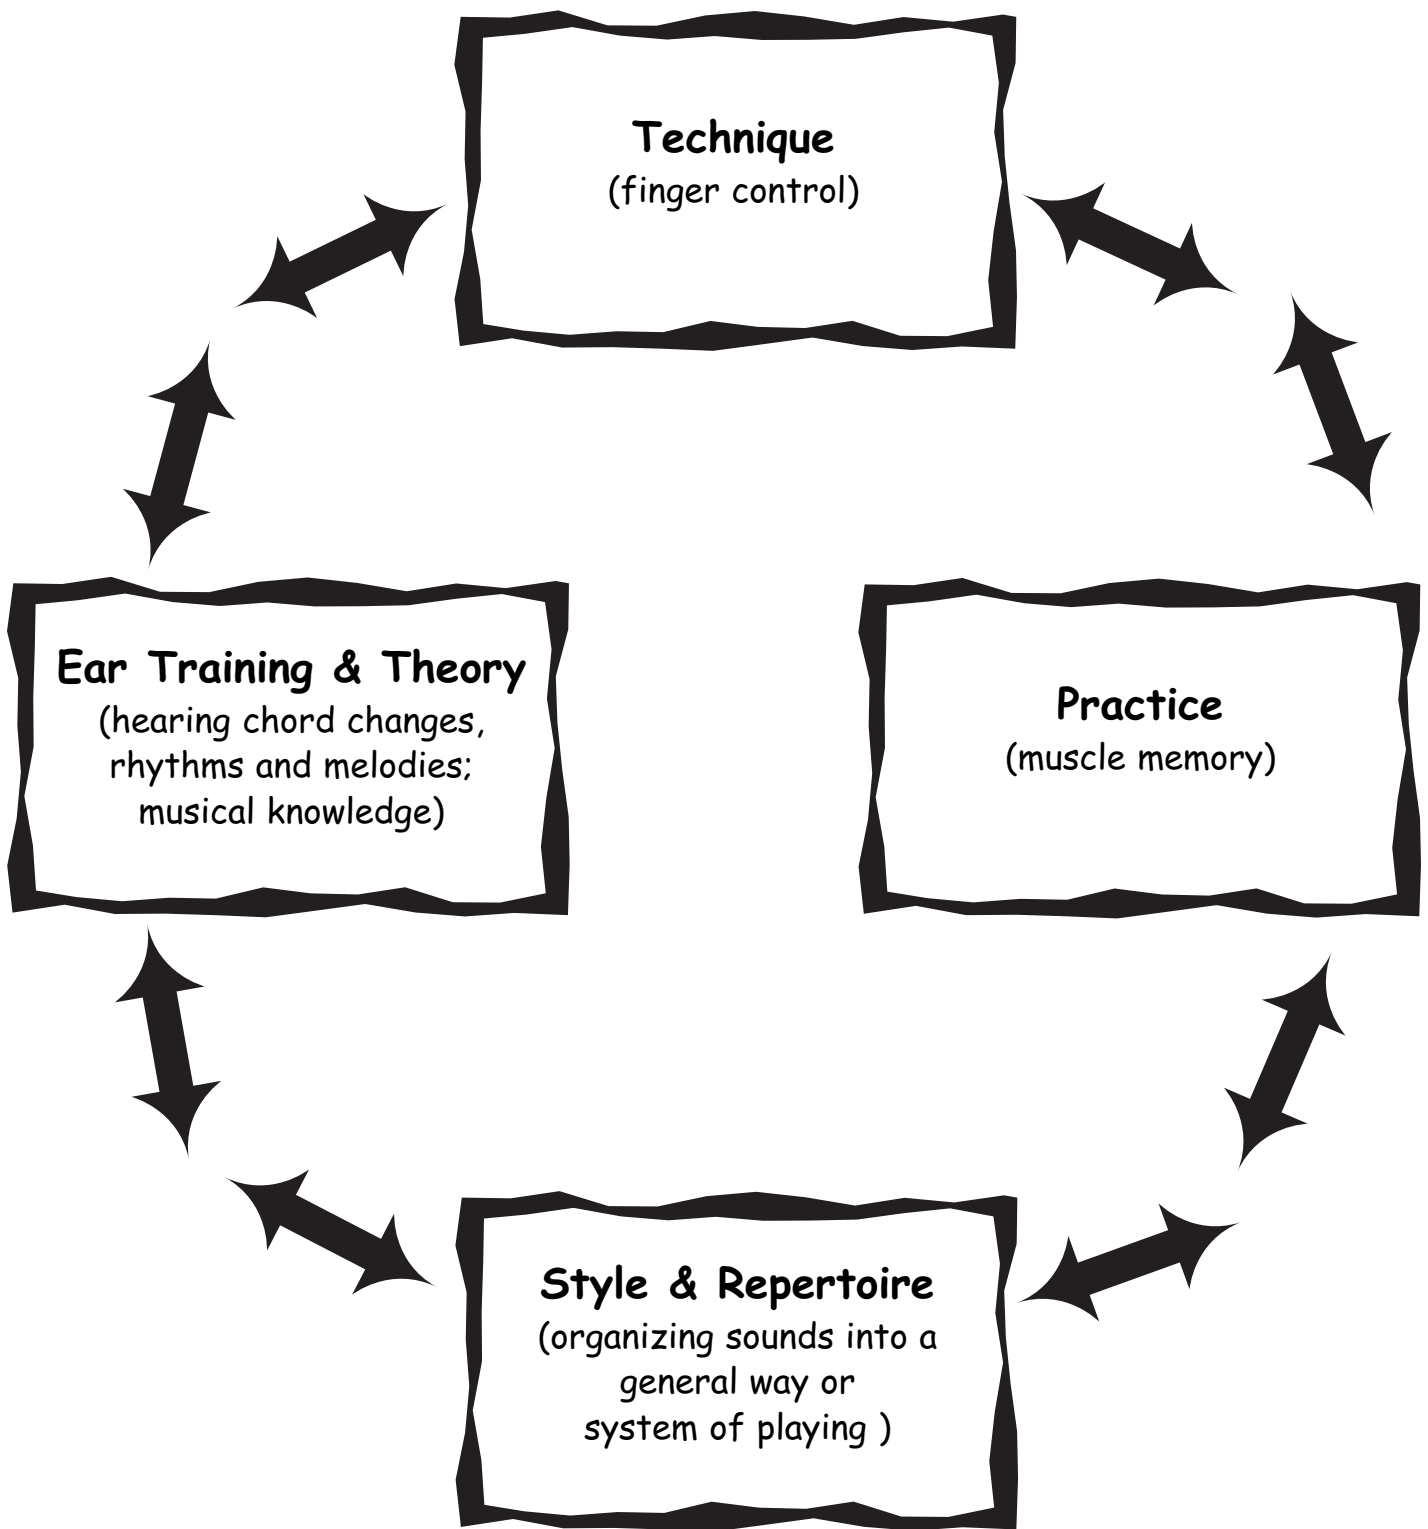 Technique
(finger control)
Ear Training & Theory
(hearing chord changes,
rhythms and melodies;
musical knowledge)
Practice
(muscle memory)
Style & Repertoire
(organizing sounds into a
general way or
system of playing )